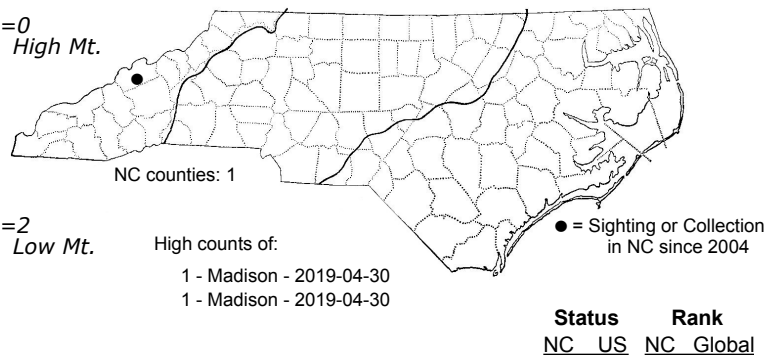 =0
High Mt.
NC counties: 1
=2
Low Mt.
High counts of:
1 - Madison - 2019-04-30
1 - Madison - 2019-04-30
● = Sighting or Collection
in NC since 2004
Status Rank
NC US NC Global